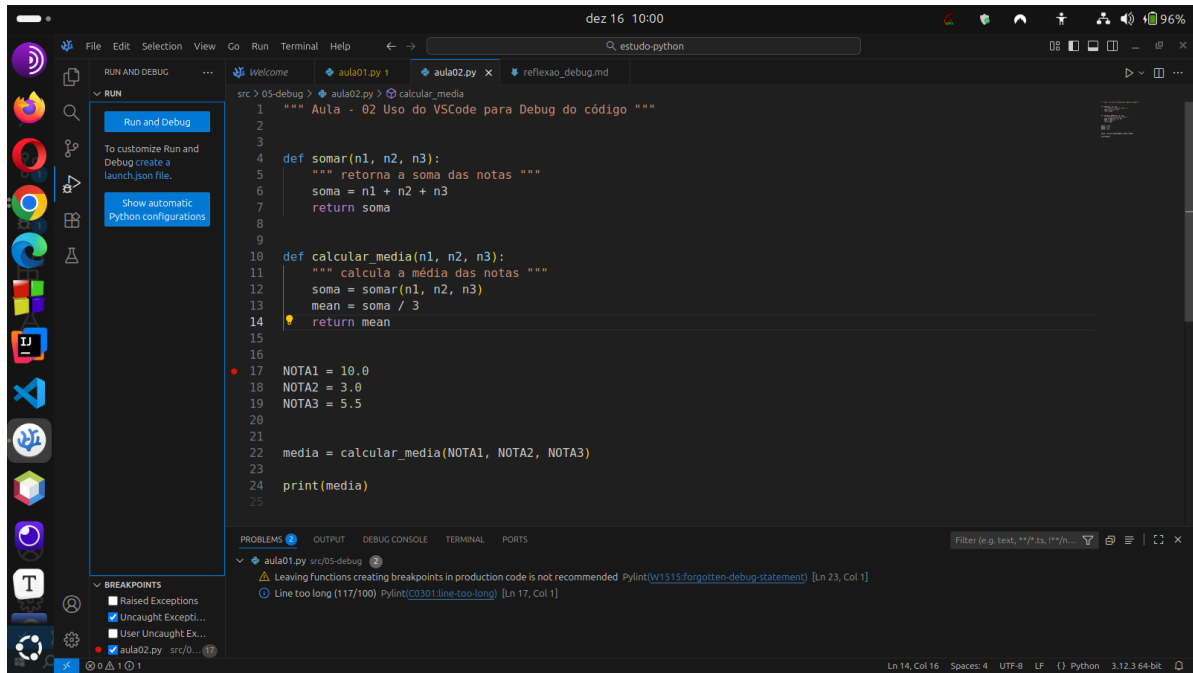 dez 16 10:00
96%
File Edit Selection View Go Run Terminal Help
estudo-python
RUN AND DEBUG
RUN
Run and Debug
To customize Run and
Debug create a
launch.json file.
Show automatic
Python configurations
BREAKPOINTS
Raised Exceptions
Uncaught Excepti...
User Uncaught Ex...
aula02.py src/0... 17
Welcome aula01.py 1 aula02.py reflexao_debug.md
src > 05-debug > aula02.py > calcular_media
1 """ Aula - 02 Uso do VSCode para Debug do código """
2
3
4 def somar(n1, n2, n3):
5 """ retorna a soma das notas """
6 soma = n1 + n2 + n3
7 return soma
8
9
10 def calcular_media(n1, n2, n3):
11 """ calcula a média das notas """
12 soma = somar(n1, n2, n3)
13 mean = soma / 3
14 return mean
15
16
17 NOTA1 = 10.0
18 NOTA2 = 3.0
19 NOTA3 = 5.5
20
21
22 media = calcular_media(NOTA1, NOTA2, NOTA3)
23
24 print(media)
25
PROBLEMS 2 OUTPUT DEBUG CONSOLE TERMINAL PORTS
Filter (e.g. text, **/*.ts, !**/n...
aula01.py src/05-debug 2
Leaving functions creating breakpoints in production code is not recommended Pylint(W1515:forgotten-debug-statement) [Ln 23, Col 1]
Line too long (117/100) Pylint(C0301:line-too-long) [Ln 17, Col 1]
0 1 1
Ln 14, Col 16 Spaces: 4 UTF-8 LF {} Python 3.12.3 64-bit
IJ
T